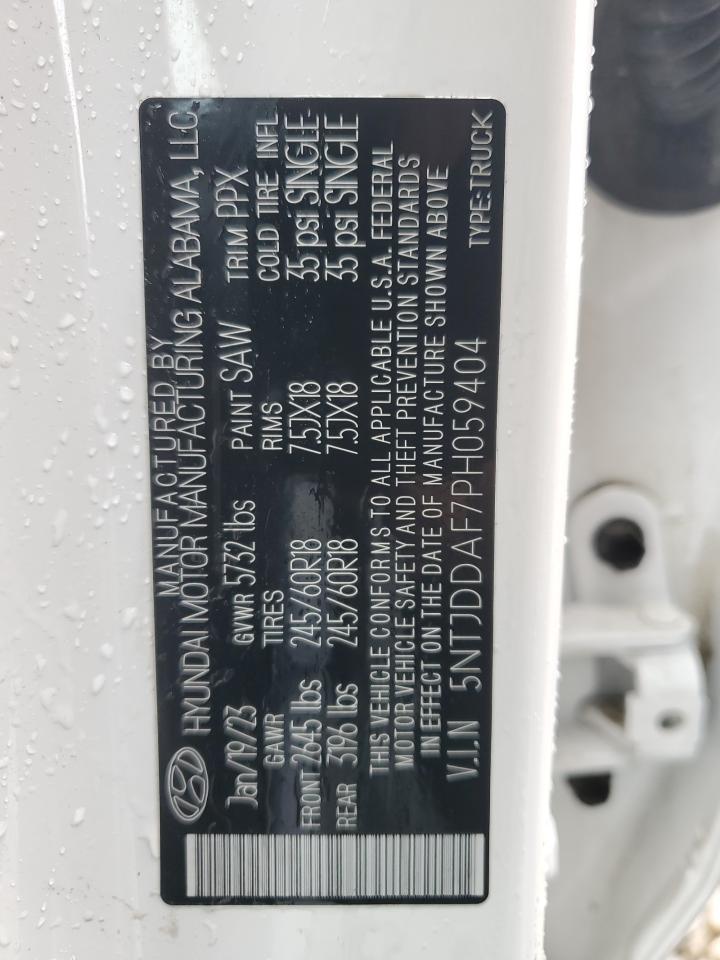 MANUFACTURED BY
HYUNDAI MOTOR MANUFACTURING ALABAMA, LLC
Jan/19/23 GVWR 5732 lbs PAINT SAW TRIM PPX
GAWR TIRES RIMS COLD TIRE INFL
FRONT 2645 lbs 245/60R18 7.5JX18 35 psi SINGLE
REAR 3196 lbs 245/60R18 7.5JX18 35 psi SINGLE
THIS VEHICLE CONFORMS TO ALL APPLICABLE U.S.A. FEDERAL
MOTOR VEHICLE SAFETY AND THEFT PREVENTION STANDARDS
IN EFFECT ON THE DATE OF MANUFACTURE SHOWN ABOVE
V.I.N 5NTJDDAF7PH059404 TYPE:TRUCK